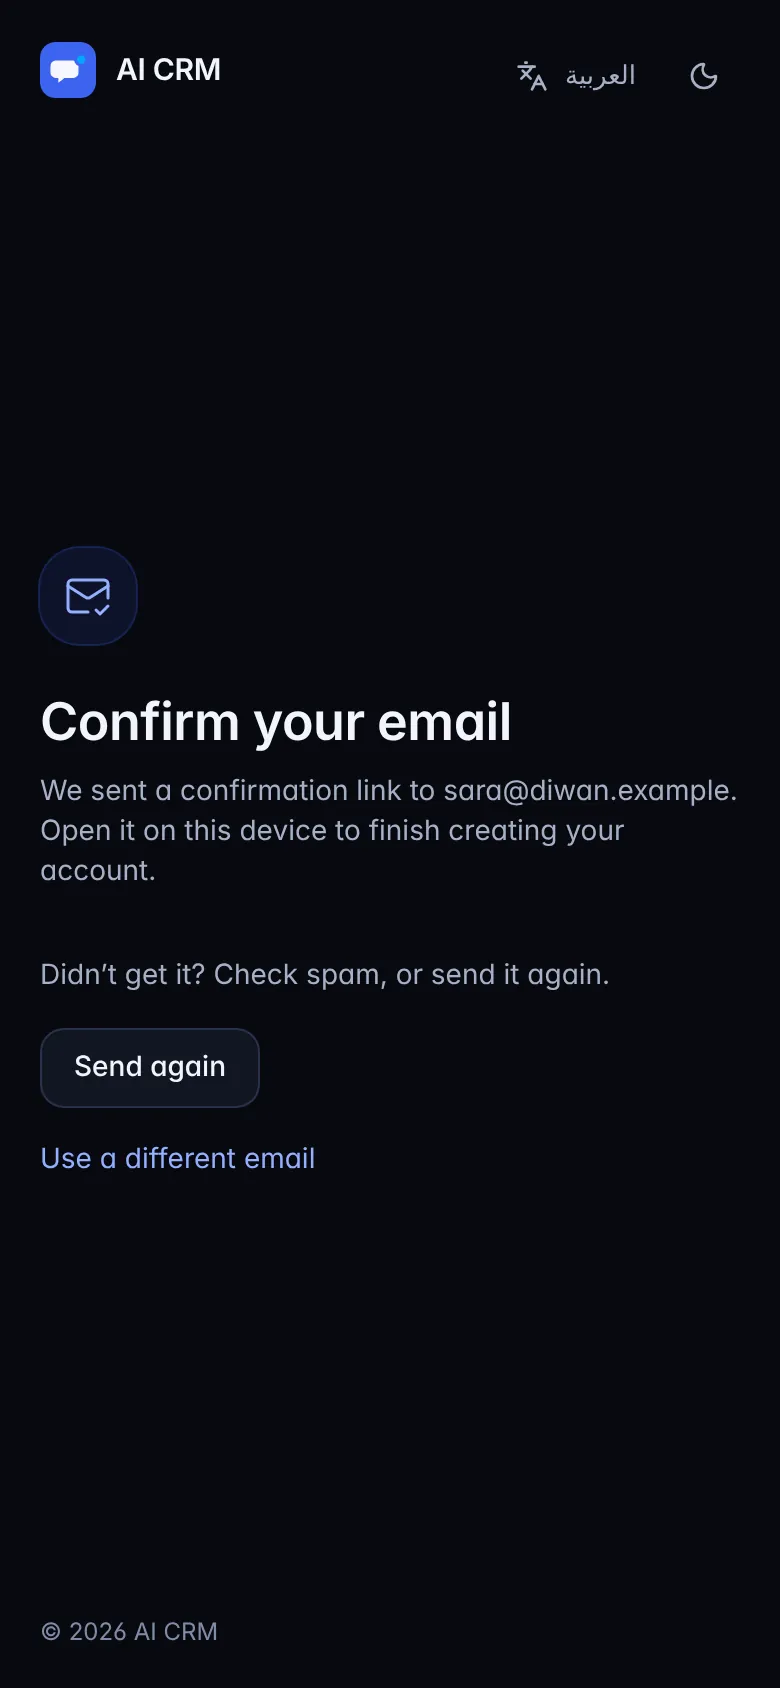 AI CRM
العربية
Confirm your email
We sent a confirmation link to sara@diwan.example.
Open it on this device to finish creating your
account.
Didn’t get it? Check spam, or send it again.
Send again
Use a different email
© 2026 AI CRM